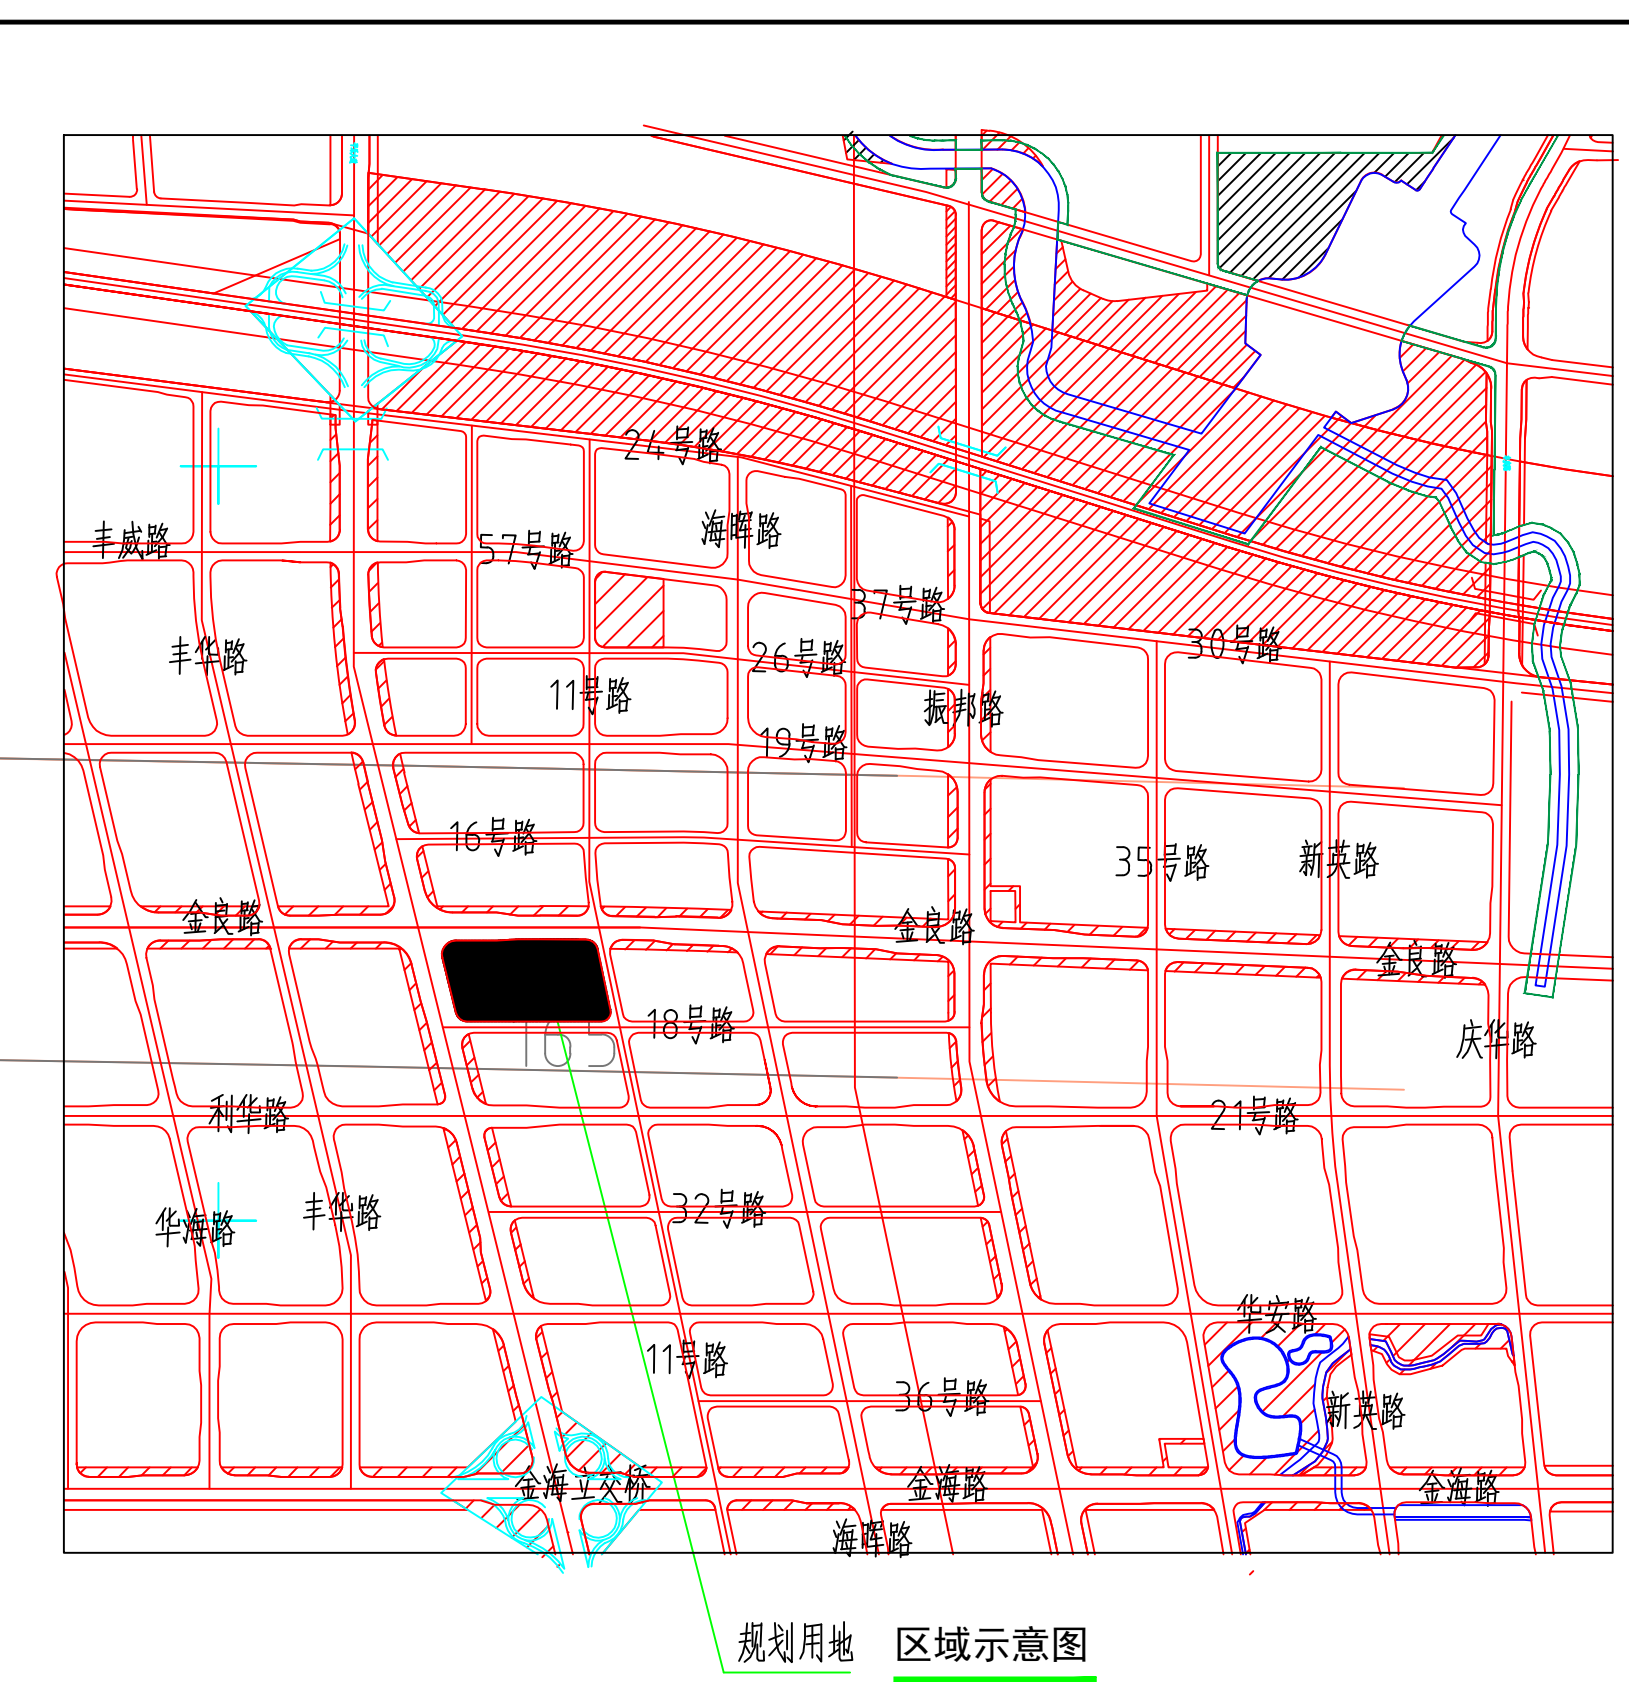 24号路
海晖路
丰威路
57号路
37号路
30号路
丰华路
26号路
11号路
振邦路
19号路
16号路
35号路
新英路
金良路
金良路
金良路
18号路
庆华路
利华路
21号路
32号路
丰华路
华海路
华安路
11号路
36号路
新英路
金海立交桥
金海路
金海路
海晖路
规划用地
区域示意图